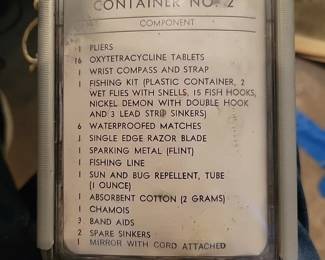 CONTAINER NO. 2
COMPONENT
1 PLIERS
16 OXYTETRACYCLINE TABLETS
1 WRIST COMPASS AND STRAP
1 FISHING KIT (PLASTIC CONTAINER, 2
WET FLIES WITH SNELLS, 15 FISH HOOKS,
NICKEL DEMON WITH DOUBLE HOOK
AND 3 LEAD STRIP SINKERS)
6 WATERPROOFED MATCHES
1 SINGLE EDGE RAZOR BLADE
1 SPARKING METAL (FLINT)
1 FISHING LINE
1 SUN AND BUG REPELLENT, TUBE
(1 OUNCE)
1 ABSORBENT COTTON (2 GRAMS)
1 CHAMOIS
3 BAND AIDS
2 SPARE SINKERS
1 MIRROR WITH CORD ATTACHED